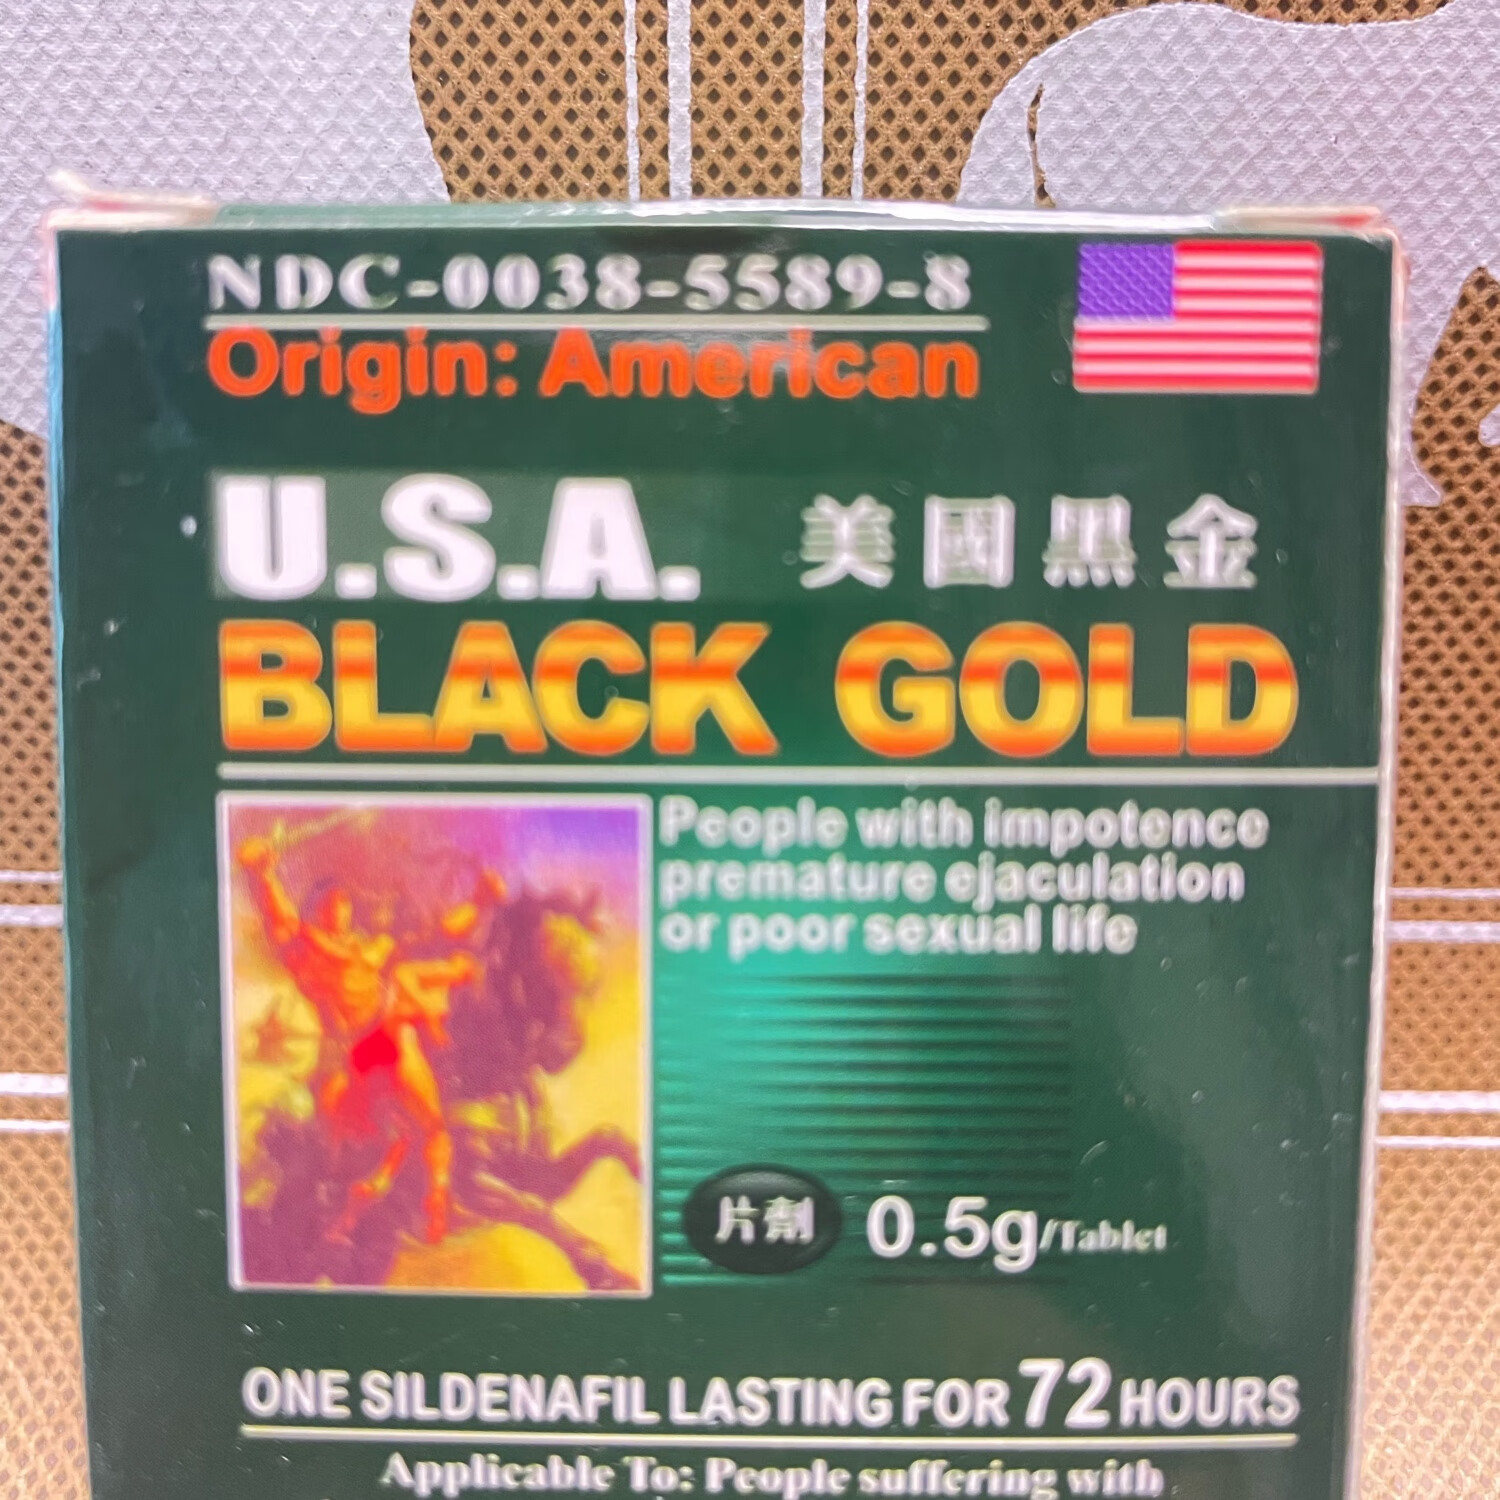 NDC-0038-5589-8
Origin: American
U.S.A. 美國黑金
BLACK GOLD
People with impotence
premature ejaculation
or poor sexual life
片劑 0.5g/Tablet
ONE SILDENAFIL LASTING FOR 72 HOURS
Applicable To: People suffering with